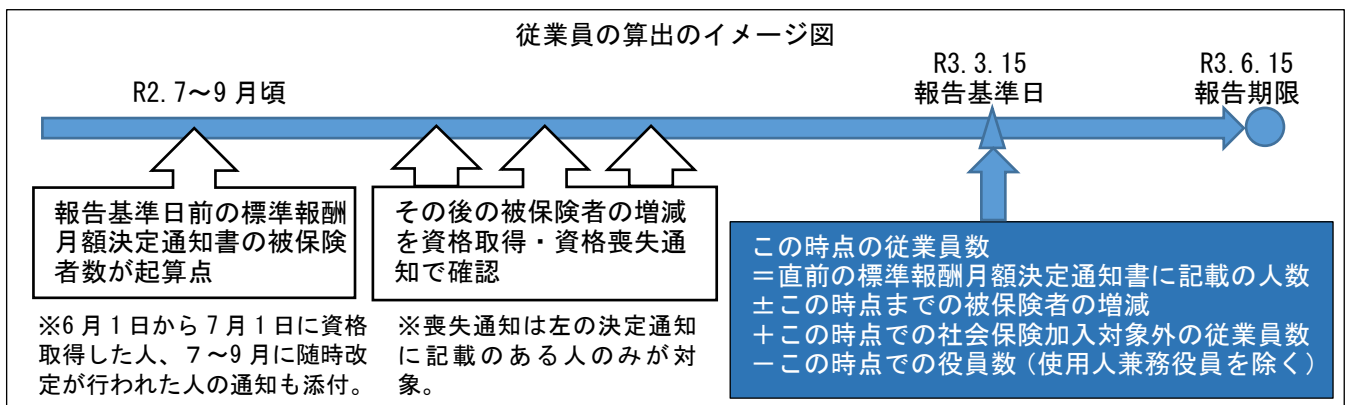 従業員の算出のイメージ図
R2.7～9月頃
R3.3.15
報告基準日
R3.6.15
報告期限
報告基準日前の標準報酬
月額決定通知書の被保険
者数が起算点
※6月1日から7月1日に資格
取得した人、７～9月に随時改
定が行われた人の通知も添付。
その後の被保険者の増減
を資格取得・資格喪失通
知で確認
※喪失通知は左の決定通知
に記載のある人のみが対
象。
この時点の従業員数
＝直前の標準報酬月額決定通知書に記載の人数
±この時点までの被保険者の増減
＋この時点での社会保険加入対象外の従業員数
－この時点での役員数（使用人兼務役員を除く）